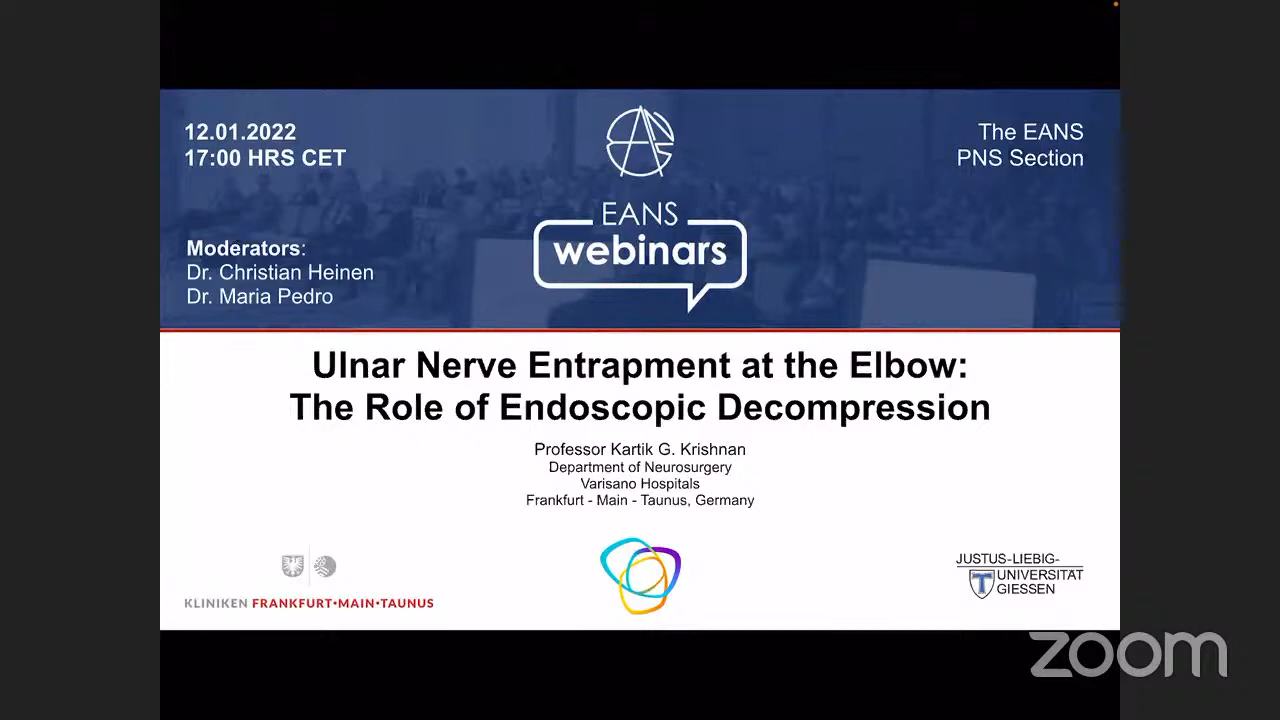 12.01.2022
17:00 HRS CET
The EANS
PNS Section
EANS
webinars
Moderators:
Dr. Christian Heinen
Dr. Maria Pedro
Ulnar Nerve Entrapment at the Elbow:
The Role of Endoscopic Decompression
Professor Kartik G. Krishnan
Department of Neurosurgery
Varisano Hospitals
Frankfurt - Main - Taunus, Germany
KLINIKEN FRANKFURT•MAIN•TAUNUS
JUSTUS-LIEBIG-
UNIVERSITÄT
GIESSEN
zoom